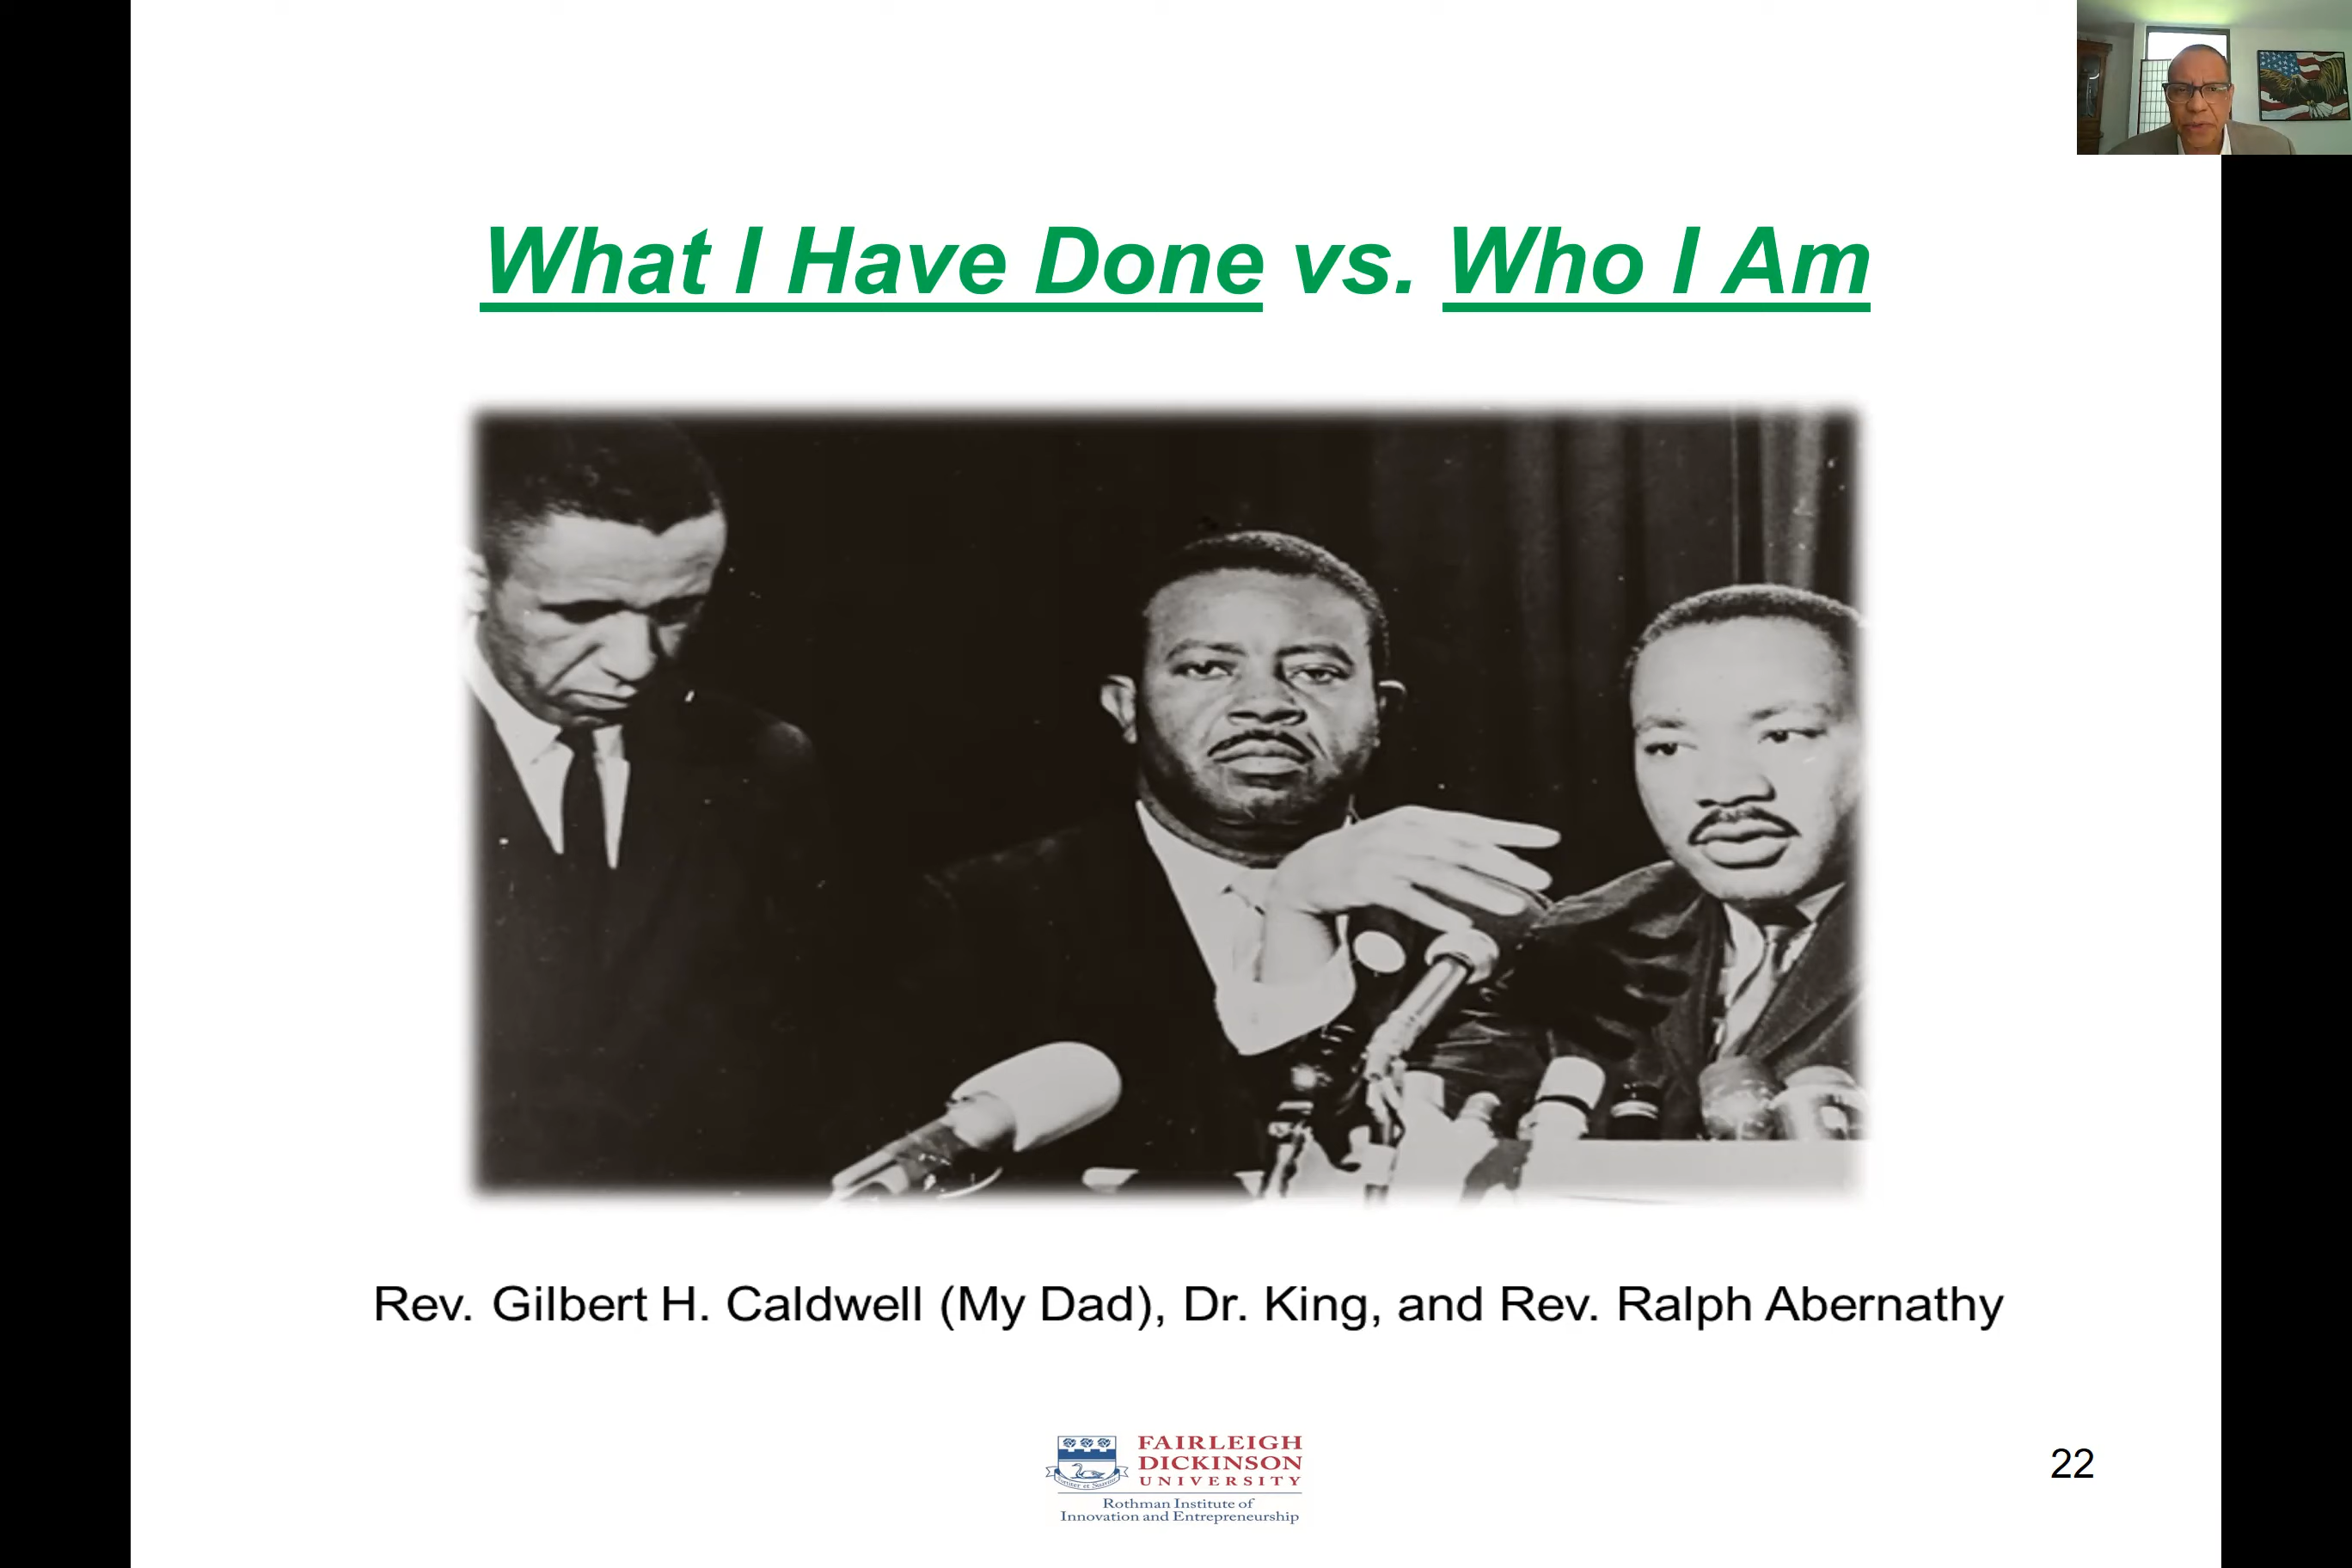 What I Have Done vs. Who I Am
Rev. Gilbert H. Caldwell (My Dad), Dr. King, and Rev. Ralph Abernathy
FAIRLEIGH
DICKINSON
UNIVERSITY
Rothman Institute of
Innovation and Entrepreneurship
22